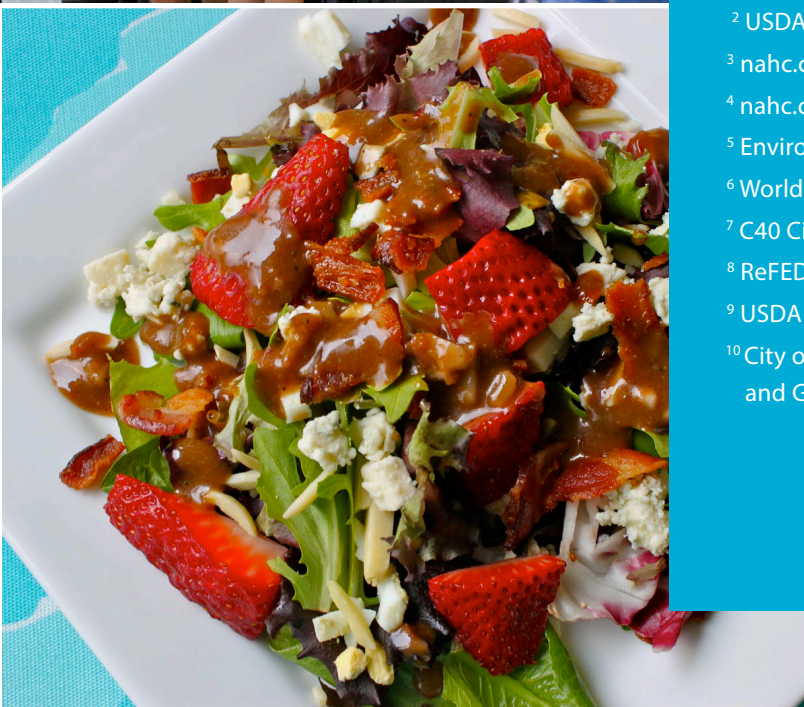 2 USDA
3 nahc.
4 nahc.
5 Enviro
6 World
7 C40 Ci
8 ReFED
9 USDA
10 City o
and G